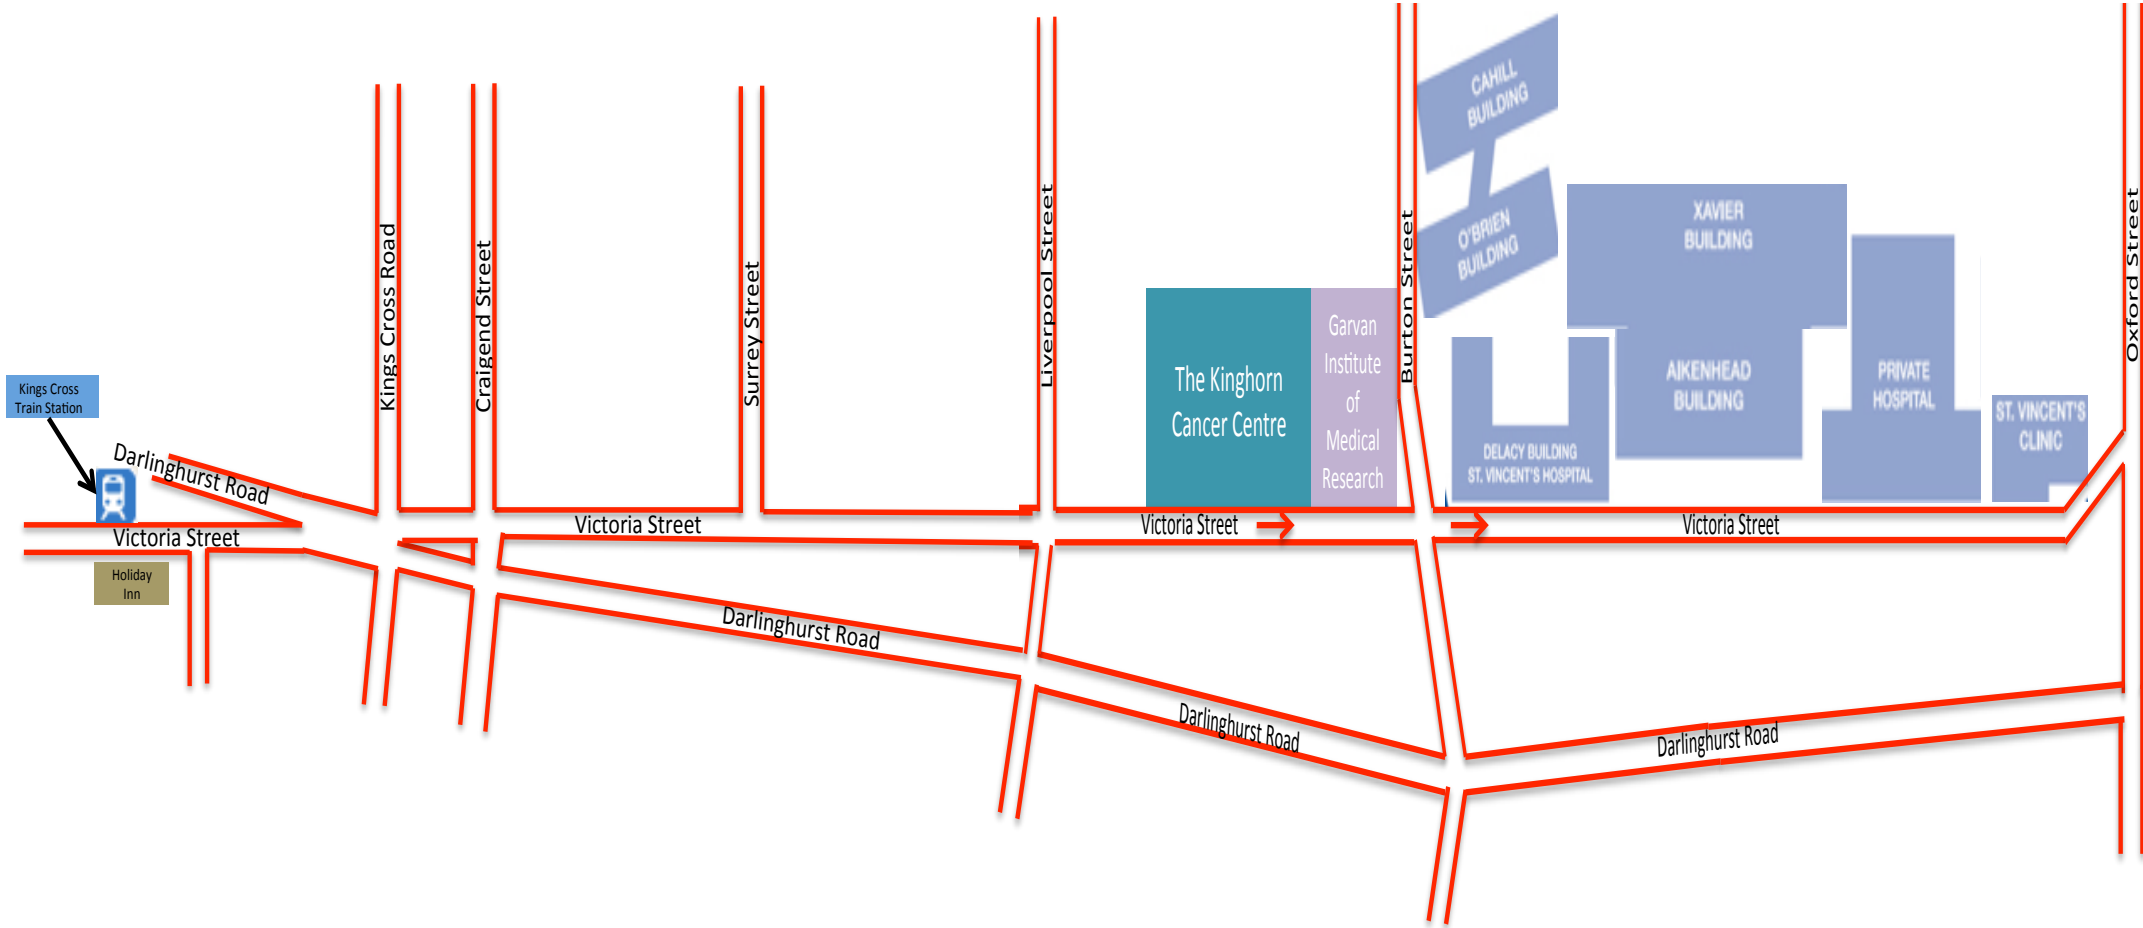 CAHILL
BUILDING
O'BRIEN
BUILDING
XAVIER
BUILDING
Kings Cross Road
Craigend Street
Surrey Street
Liverpool Street
Burton Street
Oxford Street
The Kinghorn
Cancer Centre
Garvan
Institute
of
Medical
Research
AIKENHEAD
BUILDING
PRIVATE
HOSPITAL
ST. VINCENT'S
CLINIC
DELACY BUILDING
ST. VINCENT'S HOSPITAL
Kings Cross
Train Station
Darlinghurst Road
Victoria Street
Victoria Street
Victoria Street
Victoria Street
Holiday
Inn
Darlinghurst Road
Darlinghurst Road
Darlinghurst Road